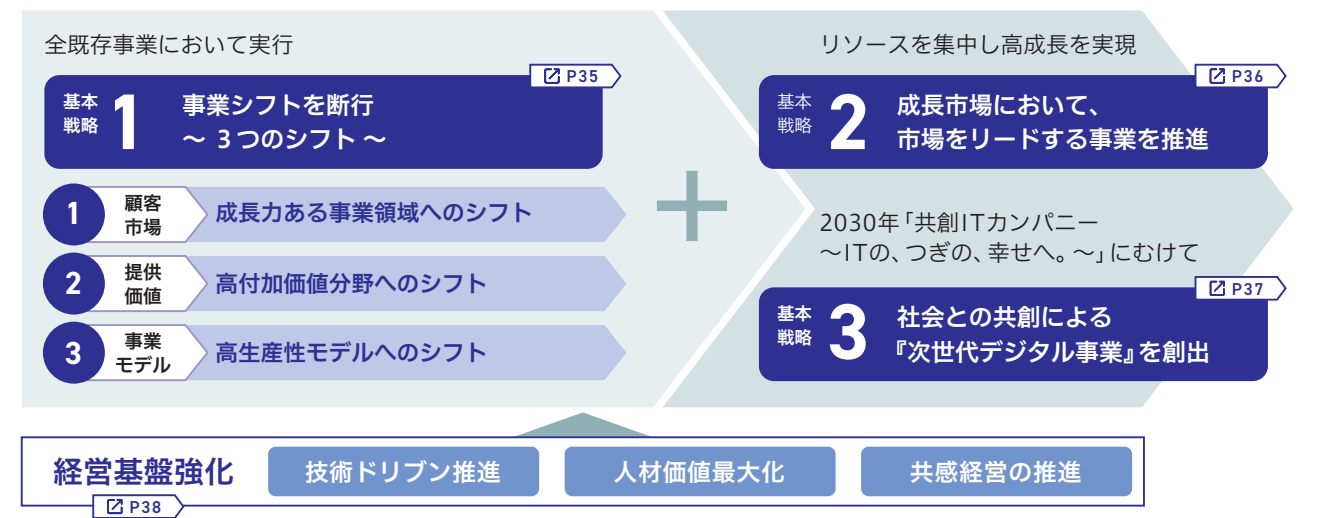 全既存事業において実行
P35
基本
戦略
1
事業シフトを断行
～ 3つのシフト ～
1
顧客
市場
成長力ある事業領域へのシフト
2
提供
価値
高付加価値分野へのシフト
3
事業
モデル
高生産性モデルへのシフト
リソースを集中し高成長を実現
P36
基本
戦略
2
成長市場において、
市場をリードする事業を推進
2030年「共創ITカンパニー
～ITの、つぎの、幸せへ。～」にむけて
P37
基本
戦略
3
社会との共創による
『次世代デジタル事業』を創出
経営基盤強化
P38
技術ドリブン推進
人材価値最大化
共感経営の推進